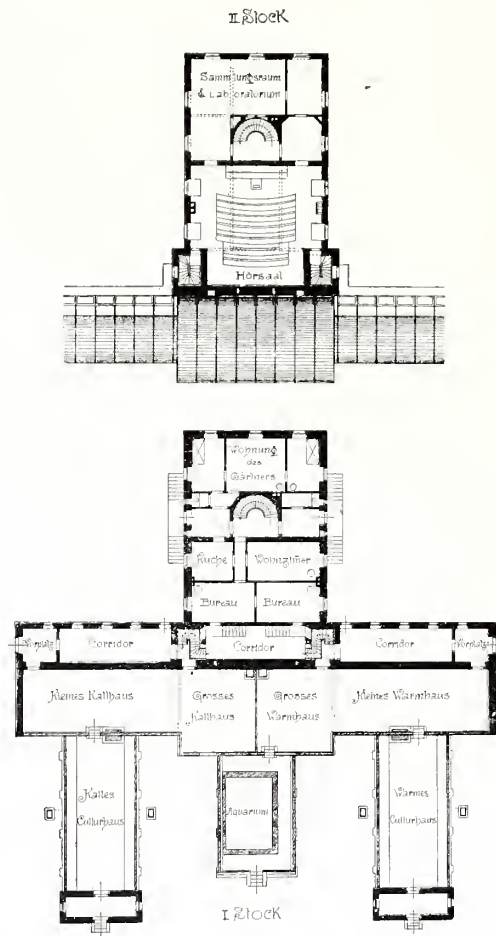 II Stock
Sammlungsraum
& Laboratorium
Hörsaal
Wohnung
des
Gärtners
Küche
Wohnzimer
Bureau
Bureau
Vorplatz
Corridor
Corridor
Corridor
Vorplatz
Kleines Kalthaus
Grosses
Kalthaus
Grosses
Warmhaus
Kleines Warmhaus
Kaltes
Culturhaus
Aquarium
Warmes
Culturhaus
I Stock